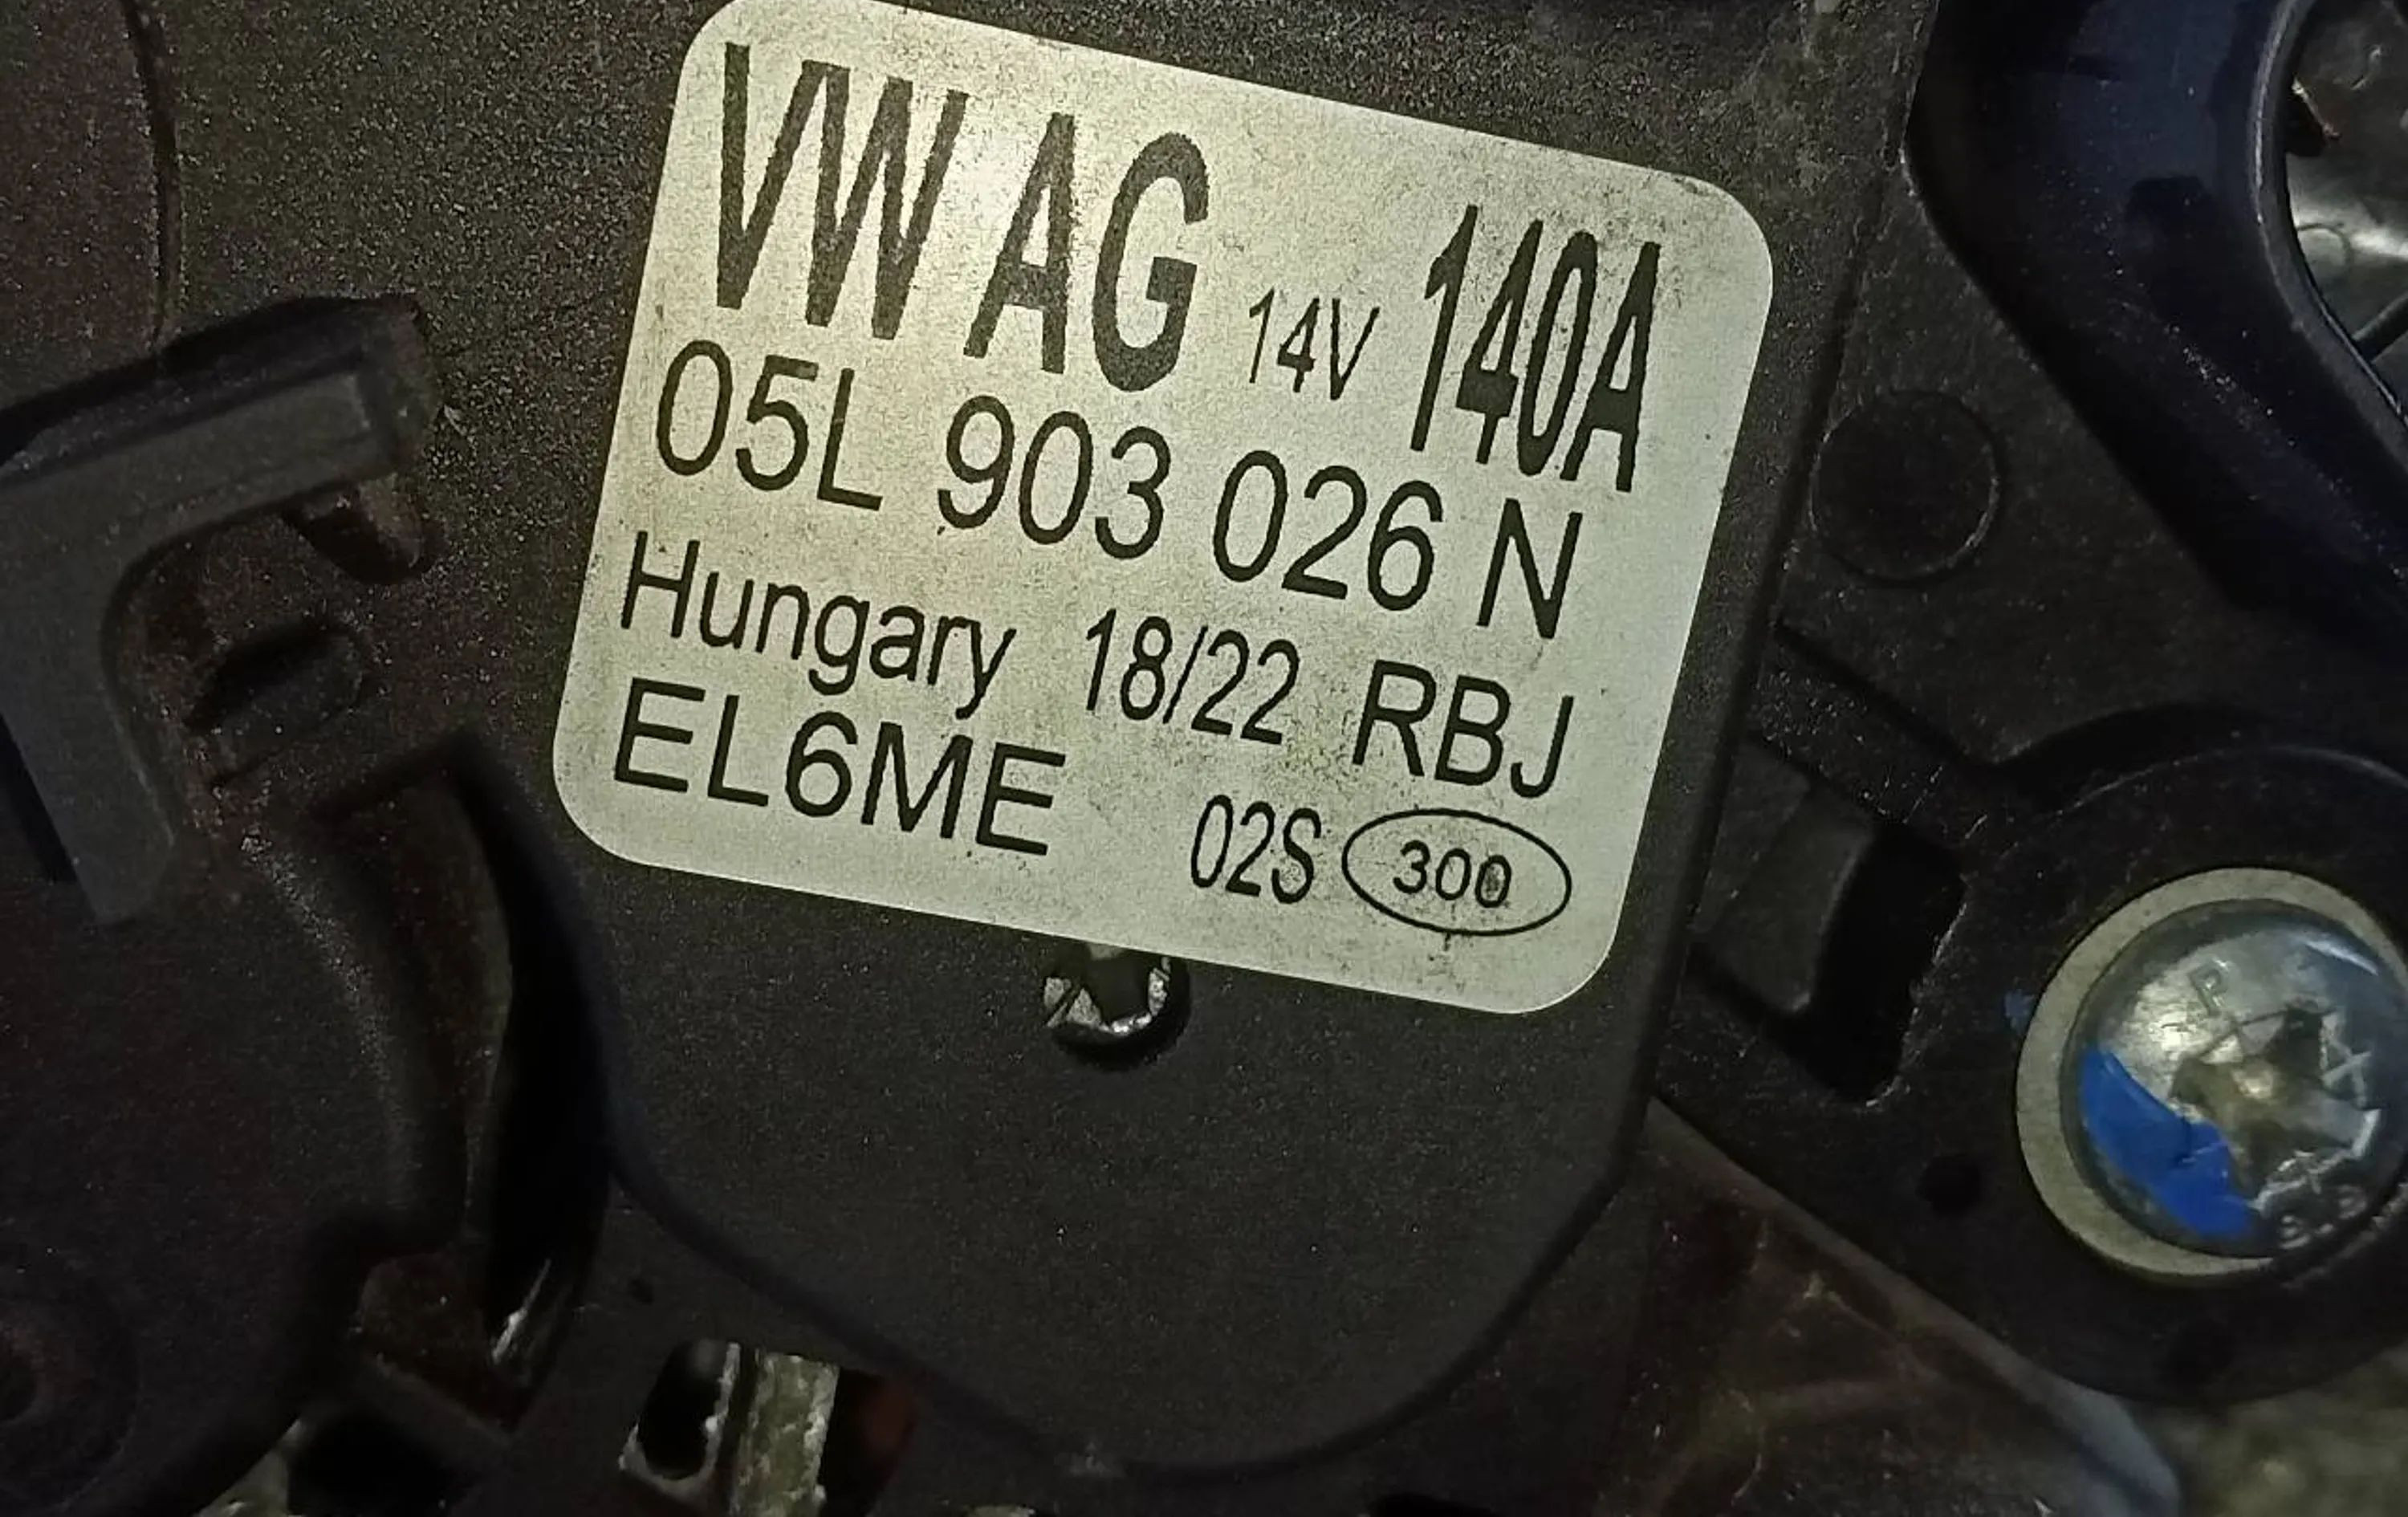 VW AG 14V 140A
05L 903 026 N
Hungary 18/22 RBJ
EL6ME 02S 300